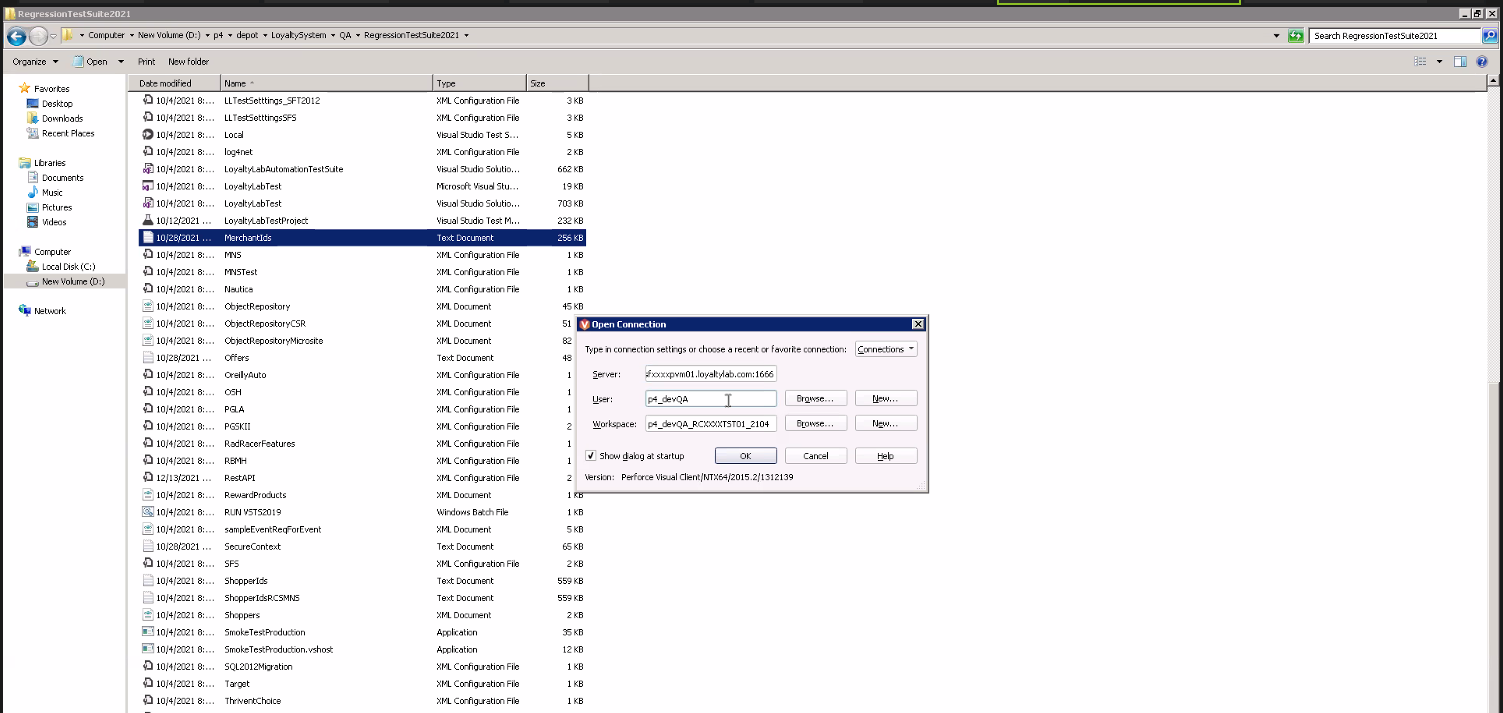 RegressionTestSuite2021
Computer New Volume (D:) p4 depot LoyaltySystem QA RegressionTestSuite2021
Search RegressionTestSuite2021
Organize Open Print New folder
Date modified Name Type Size
Favorites
Desktop
Downloads
Recent Places
Libraries
Documents
Music
Pictures
Videos
Computer
Local Disk (C:)
New Volume (D:)
Network
10/4/2021 8:... LLTestSetttings_SFT2012 XML Configuration File 3 KB
10/4/2021 8:... LLTestSetttingsSFS XML Configuration File 3 KB
10/4/2021 8:... Local Visual Studio Test S... 5 KB
10/4/2021 8:... log4net XML Configuration File 2 KB
10/4/2021 8:... LoyaltyLabAutomationTestSuite Visual Studio Solutio... 662 KB
10/4/2021 8:... LoyaltyLabTest Microsoft Visual Stu... 19 KB
10/4/2021 8:... LoyaltyLabTest Visual Studio Solutio... 703 KB
10/12/2021 ... LoyaltyLabTestProject Visual Studio Test M... 232 KB
10/28/2021 ... MerchantIds Text Document 256 KB
10/4/2021 8:... MNS XML Configuration File 1 KB
10/4/2021 8:... MNSTest XML Configuration File 1 KB
10/4/2021 8:... Nautica XML Configuration File 1 KB
10/4/2021 8:... ObjectRepository XML Document 45 KB
10/4/2021 8:... ObjectRepositoryCSR XML Document 51
10/4/2021 8:... ObjectRepositoryMicrosite XML Document 82
10/28/2021 ... Offers Text Document 48
10/4/2021 8:... OreillyAuto XML Configuration File 1
10/4/2021 8:... OSH XML Configuration File 1
10/4/2021 8:... PGLA XML Configuration File 1
10/4/2021 8:... PGSKII XML Configuration File 2
10/4/2021 8:... RadRacerFeatures XML Configuration File 1
10/4/2021 8:... RBMH XML Configuration File 1
12/13/2021 ... RestAPI XML Configuration File 2
10/4/2021 8:... RewardProducts XML Document 1 KB
10/4/2021 8:... RUN VSTS2019 Windows Batch File 1 KB
10/4/2021 8:... sampleEventReqForEvent XML Document 5 KB
10/28/2021 ... SecureContext Text Document 65 KB
10/4/2021 8:... SFS XML Configuration File 2 KB
10/4/2021 8:... ShopperIds Text Document 559 KB
10/4/2021 8:... ShopperIdsRCSMNS Text Document 559 KB
10/4/2021 8:... Shoppers XML Document 2 KB
10/4/2021 8:... SmokeTestProduction Application 35 KB
10/4/2021 8:... SmokeTestProduction.vshost Application 12 KB
10/4/2021 8:... SQL2012Migration XML Configuration File 1 KB
10/4/2021 8:... Target XML Configuration File 1 KB
10/4/2021 8:... ThriventChoice XML Configuration File 1 KB
Open Connection
Type in connection settings or choose a recent or favorite connection: Connections
Server: fxxxxpvm01.loyaltylab.com:1666
User: p4_devQA Browse... New...
Workspace: p4_devQA_RCXXXXTST01_2104 Browse... New...
Show dialog at startup OK Cancel Help
Version: Perforce Visual Client/NTX64/2015.2/1312139